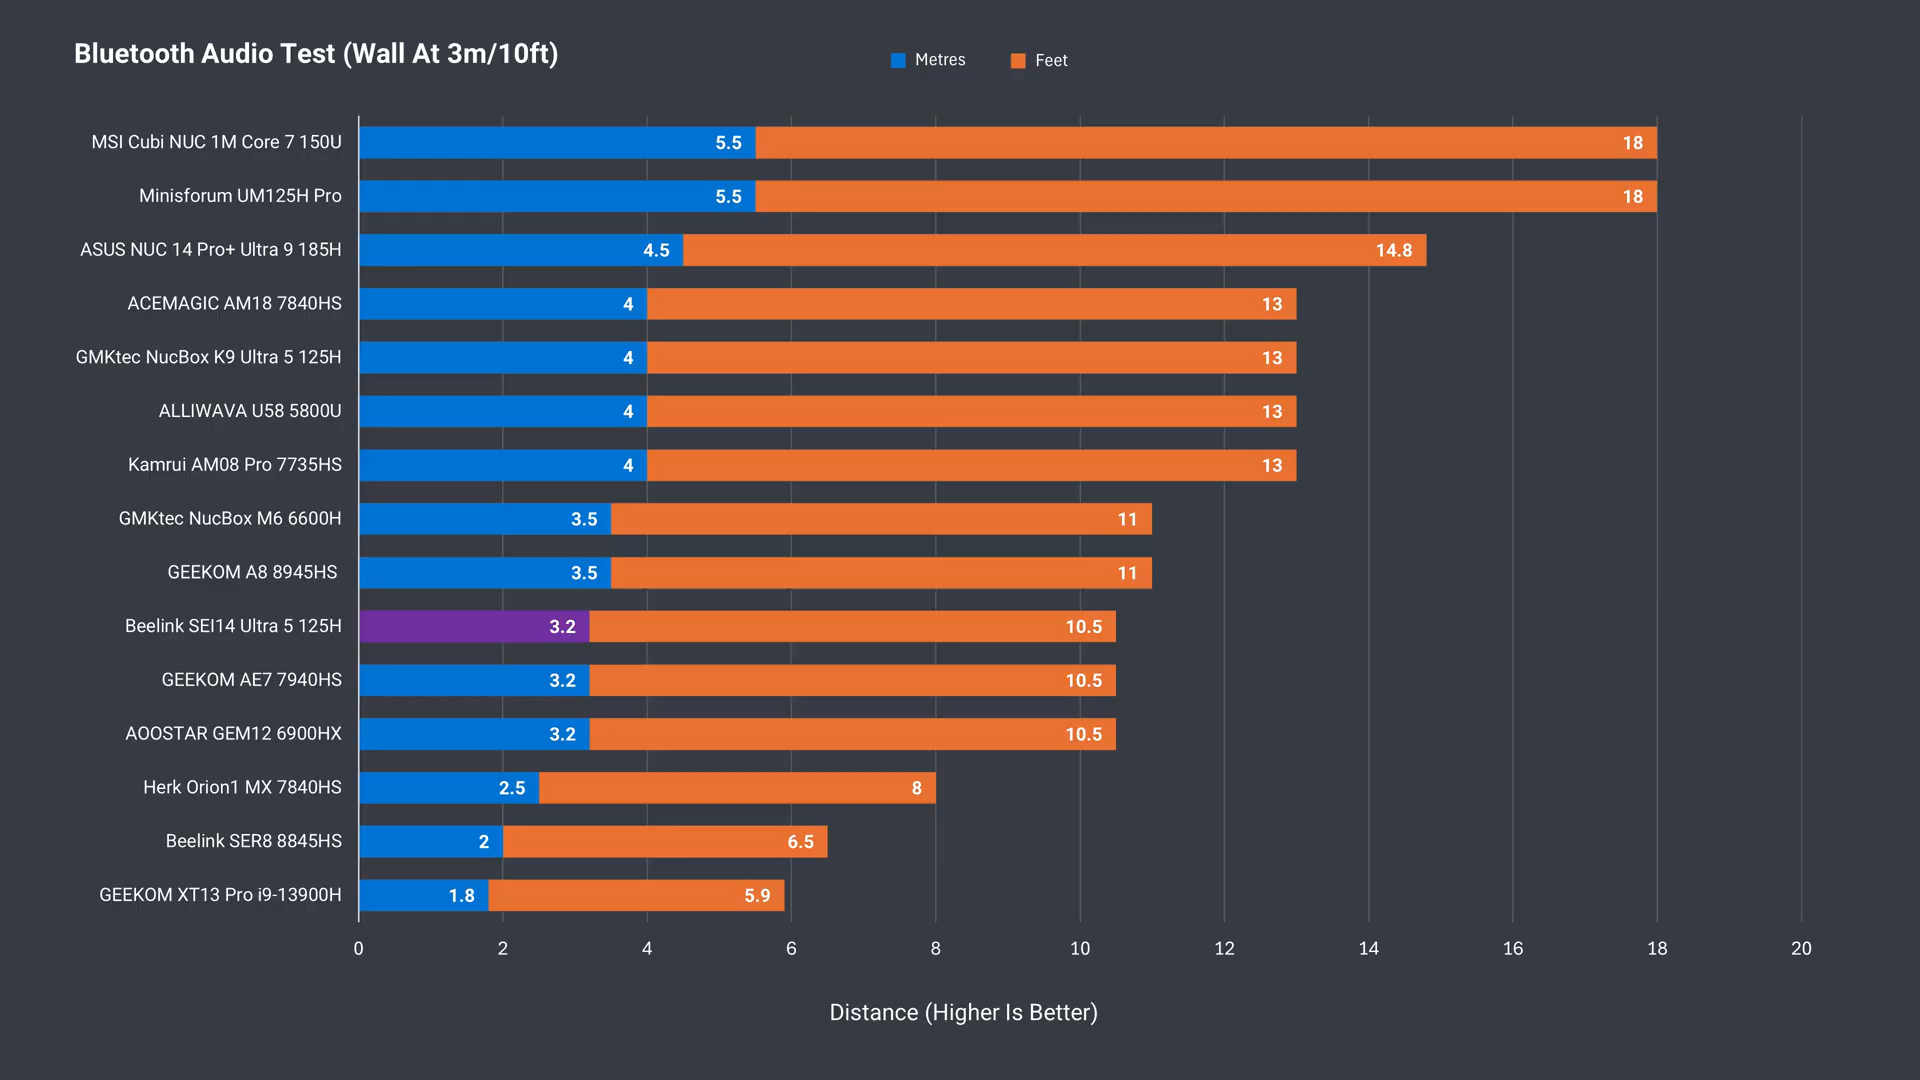 Bluetooth Audio Test (Wall At 3m/10ft)
Metres Feet
MSI Cubi NUC 1M Core 7 150U 5.5 18
Minisforum UM125H Pro 5.5 18
ASUS NUC 14 Pro+ Ultra 9 185H 4.5 14.8
ACEMAGIC AM18 7840HS 4 13
GMKtec NucBox K9 Ultra 5 125H 4 13
ALLIWAVA U58 5800U 4 13
Kamrui AM08 Pro 7735HS 4 13
GMKtec NucBox M6 6600H 3.5 11
GEEKOM A8 8945HS 3.5 11
Beelink SEI14 Ultra 5 125H 3.2 10.5
GEEKOM AE7 7940HS 3.2 10.5
AOOSTAR GEM12 6900HX 3.2 10.5
Herk Orion1 MX 7840HS 2.5 8
Beelink SER8 8845HS 2 6.5
GEEKOM XT13 Pro i9-13900H 1.8 5.9
0 2 4 6 8 10 12 14 16 18 20
Distance (Higher Is Better)